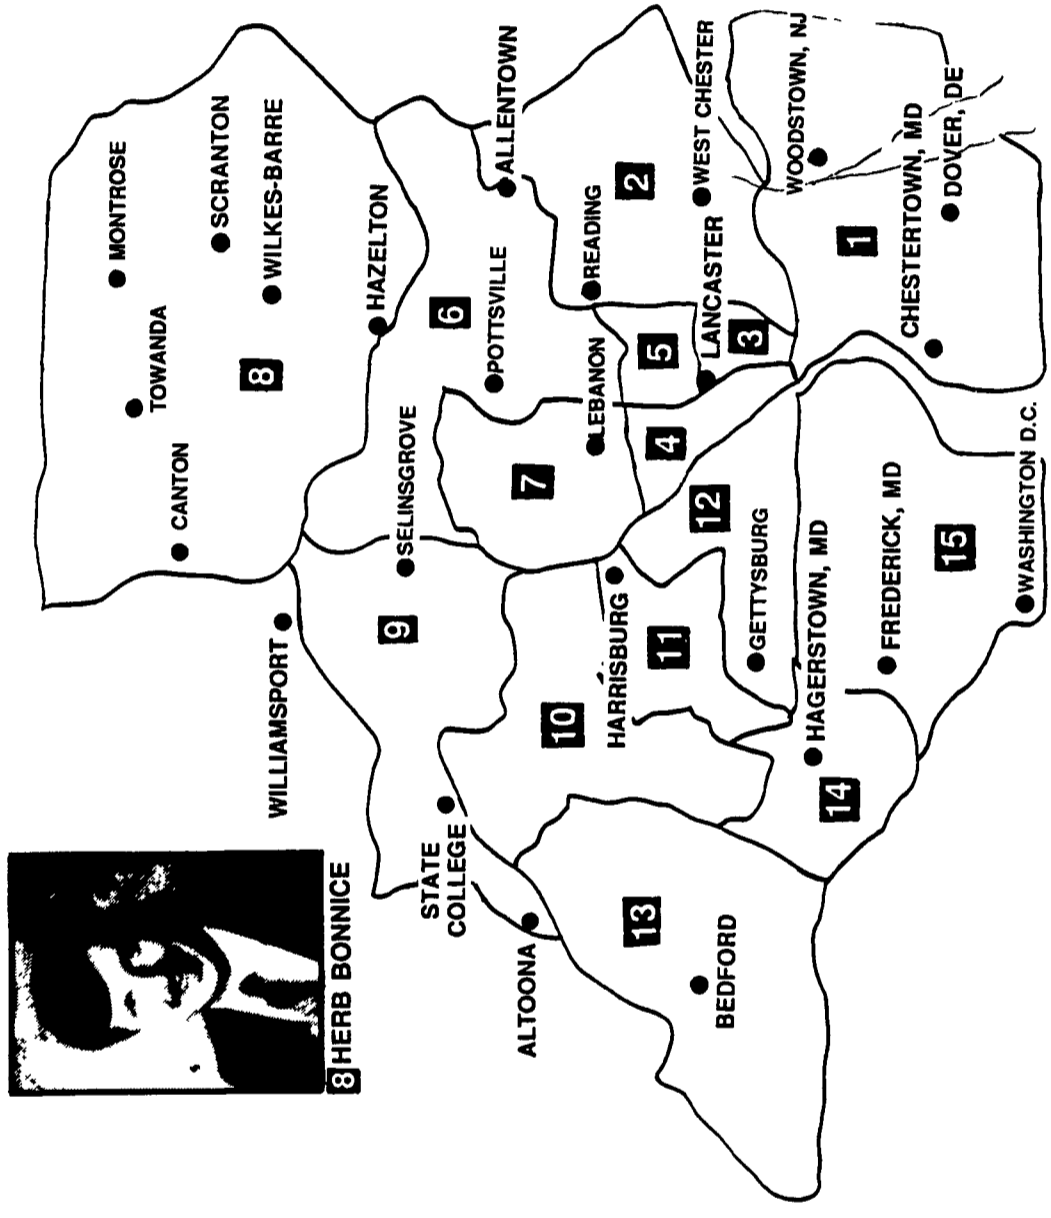 8 HERB BONNICE
WILLIAMSPORT
CANTON
TOWANDA
MONTROSE
SCRANTON
WILKES-BARRE
8
HAZELTON
STATE
COLLEGE
9
SELINSGROVE
6
POTTSVILLE
ALLENTOWN
ALTOONA
10
7
LEBANON
READING
2
HARRISBURG
13
BEDFORD
11
4
5
LANCASTER
3
WEST CHESTER
12
GETTYSBURG
14
HAGERSTOWN, MD
FREDERICK, MD
15
WASHINGTON D.C.
WOODSTOWN, NJ
1
CHESTERTOWN, MD
DOVER, DE